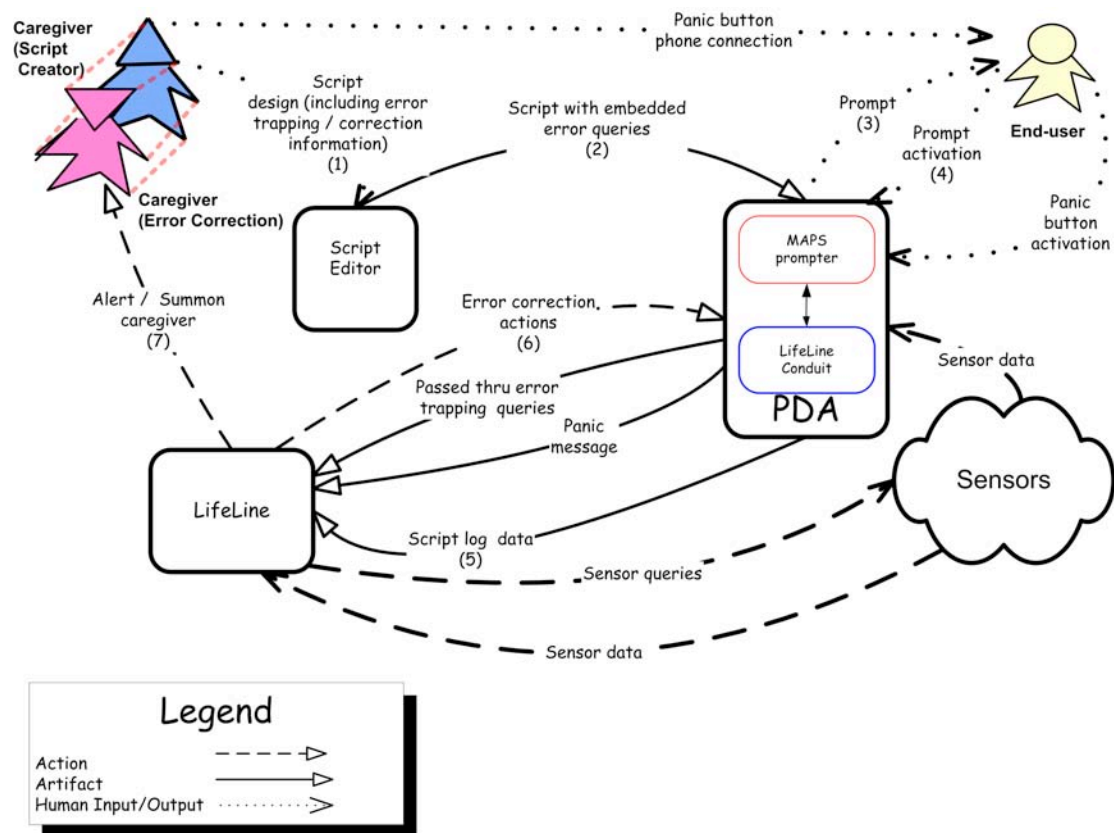 Caregiver
(Script
Creator)
Panic button
phone connection
Script
design (including error
trapping / correction
information)
(1)
Script with embedded
error queries
(2)
Prompt
(3)
Prompt
activation
(4)
End-user
Panic
button
activation
Caregiver
(Error Correction)
Script
Editor
MAPS
prompter
LifeLine
Conduit
PDA
Alert / Summon
caregiver
(7)
Error correction
actions
(6)
Sensor data
Passed thru error
trapping queries
Panic
message
Sensors
LifeLine
Script log data
(5)
Sensor queries
Sensor data
Legend
Action
Artifact
Human Input/Output